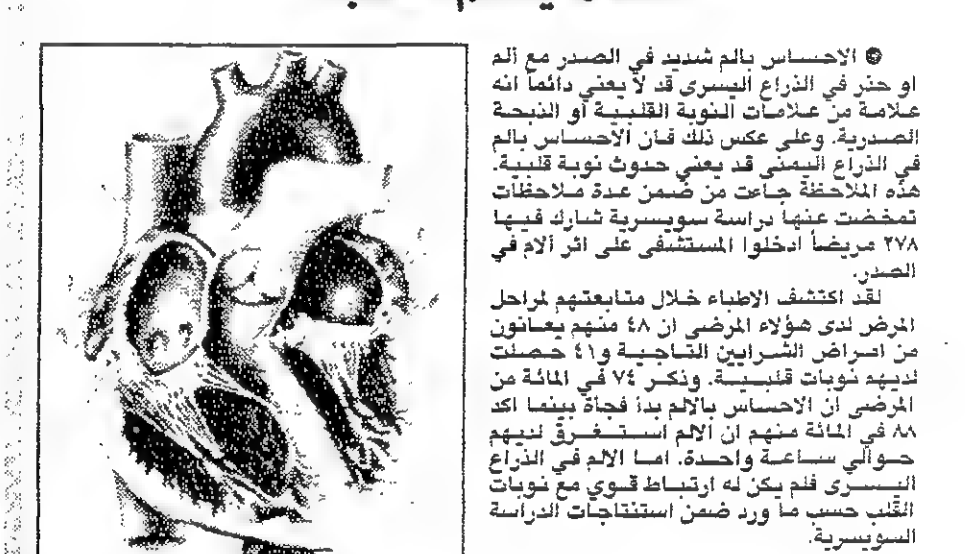 الاحساس بالم شديد في الصدر مع ألم
او خدر في الذراع اليسرى قد لا يعني دائماً انه
علامة من علامات النوبة القلبية أو الذبحة
الصدرية. وعلى عكس ذلك فان الاحساس بالم
في الذراع اليمنى قد يعني حدوث نوبة قلبية.
هذه الملاحظة جاءت من ضمن عدة ملاحظات
تمخضت عنها دراسة سويسرية شارك فيها
٢٧٨ مريضاً ادخلوا المستشفى على اثر آلام في
الصدر.
لقد اكتشف الاطباء خلال متابعتهم لمراحل
المرض لدى هؤلاء المرضى ان ٤٨ منهم يعانون
من امراض الشرايين التاجية و٤١ حصلت
لديهم نوبات قلبية. وذكر ٧٤ في المائة من
المرضى أن الاحساس بالالم بدأ فجأة بينما اكد
٨٨ في المائة منهم ان الالم استغرق لديهم
حوالي ساعة واحدة. اما الالم في الذراع
اليسرى فلم يكن له ارتباط قوي مع نوبات
القلب حسب ما ورد ضمن استنتاجات الدراسة
السويسرية.